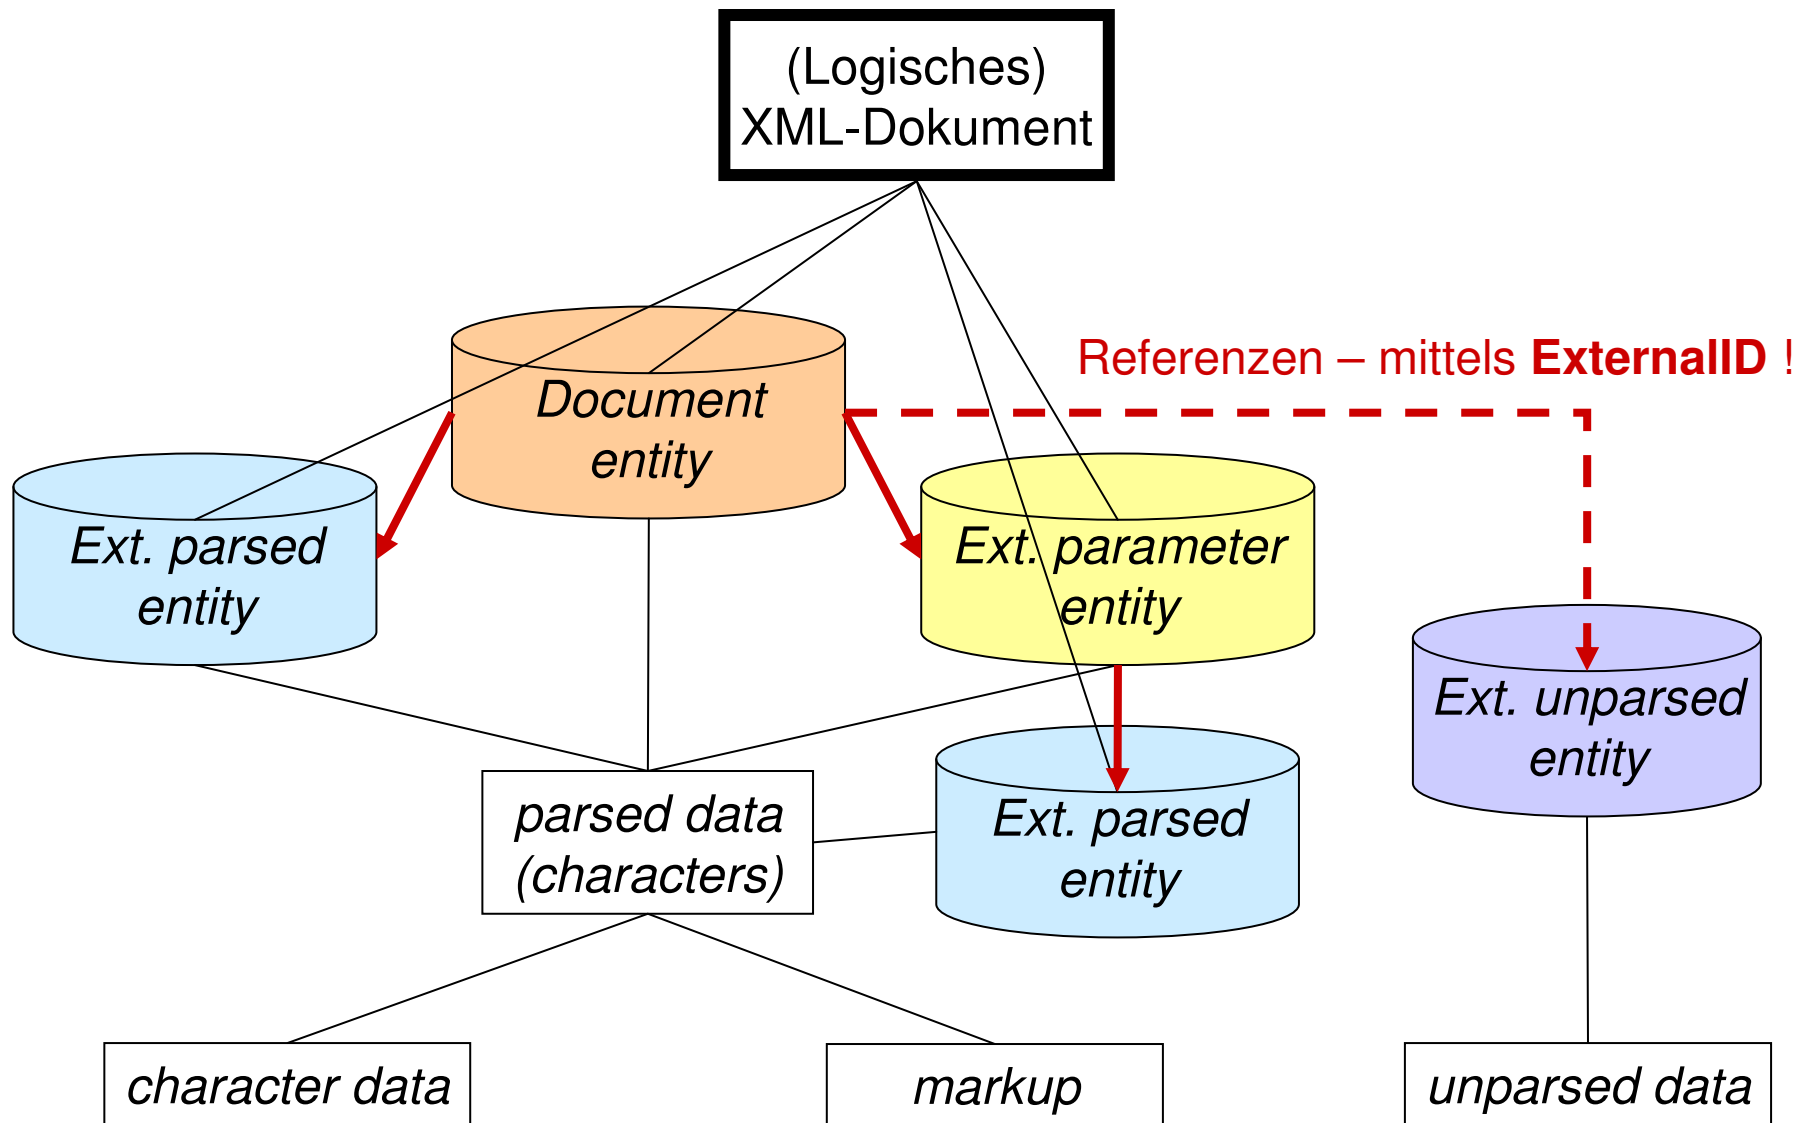 (Logisches)
XML-Dokument
Referenzen – mittels ExternalID !
Document
entity
Ext. parsed
entity
Ext. parameter
entity
Ext. unparsed
entity
parsed data
(characters)
Ext. parsed
entity
character data
markup
unparsed data